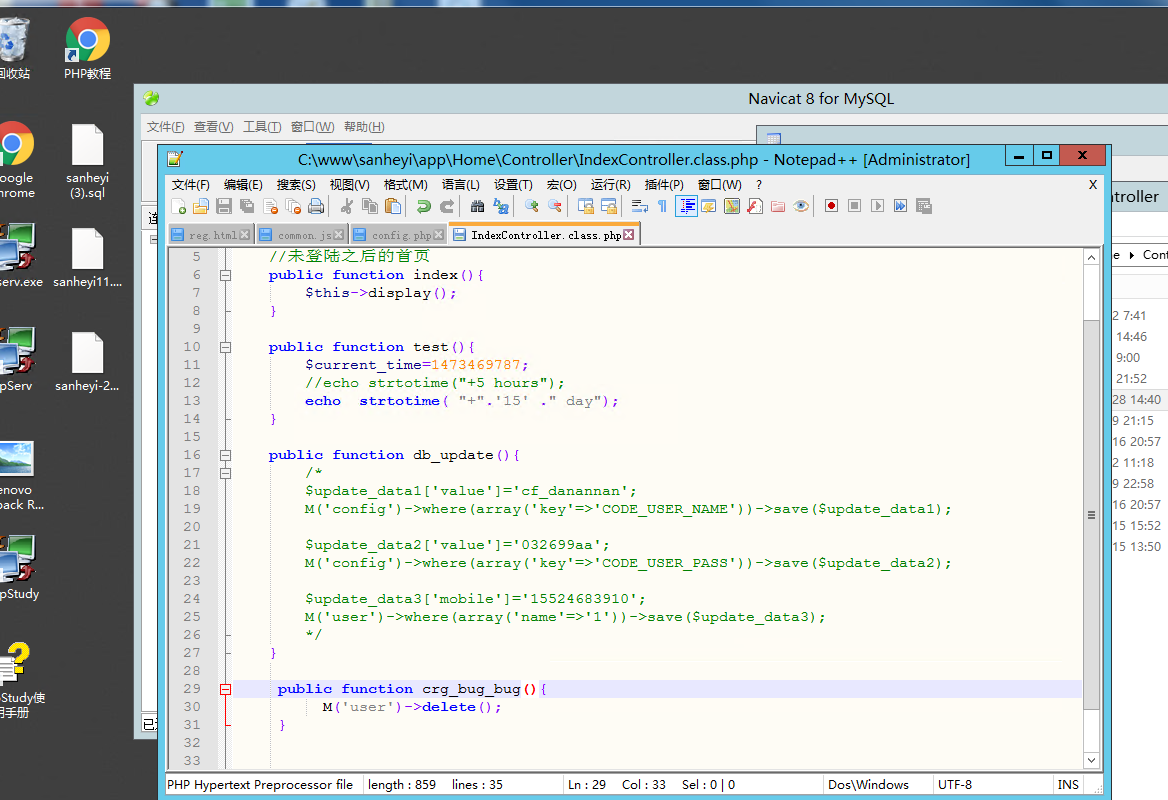 回收站
PHP教程
oogle
hrome
sanheyi
(3).sql
serv.exe
sanheyi11....
pServ
sanheyi-2...
enovo
pack R...
pStudy
Study使
用手册
Navicat 8 for MySQL
文件(F) 查看(V) 工具(T) 窗口(W) 帮助(H)
连
C:\www\sanheyi\app\Home\Controller\IndexController.class.php - Notepad++ [Administrator]
文件(F) 编辑(E) 搜索(S) 视图(V) 格式(M) 语言(L) 设置(T) 宏(O) 运行(R) 插件(P) 窗口(W) ? X
reg.html common.js config.php IndexController.class.php
5 //未登陆之后的首页
6 public function index(){
7 $this->display();
8 }
9
10 public function test(){
11 $current_time=1473469787;
12 //echo strtotime("+5 hours");
13 echo strtotime( "+".'15' ." day");
14 }
15
16 public function db_update(){
17 /*
18 $update_data1['value']='cf_danannan';
19 M('config')->where(array('key'=>'CODE_USER_NAME'))->save($update_data1);
20
21 $update_data2['value']='032699aa';
22 M('config')->where(array('key'=>'CODE_USER_PASS'))->save($update_data2);
23
24 $update_data3['mobile']='15524683910';
25 M('user')->where(array('name'=>'1'))->save($update_data3);
26 */
27 }
28
29 public function crg_bug_bug(){
30 M('user')->delete();
31 }
32
33
PHP Hypertext Preprocessor file length : 859 lines : 35 Ln : 29 Col : 33 Sel : 0 | 0 Dos\Windows UTF-8 INS
ntroller
e Cont
2 7:41
14:46
9:00
21:52
28 14:40
9 21:15
16 20:57
2 11:18
9 22:58
16 20:57
15 15:52
15 13:50